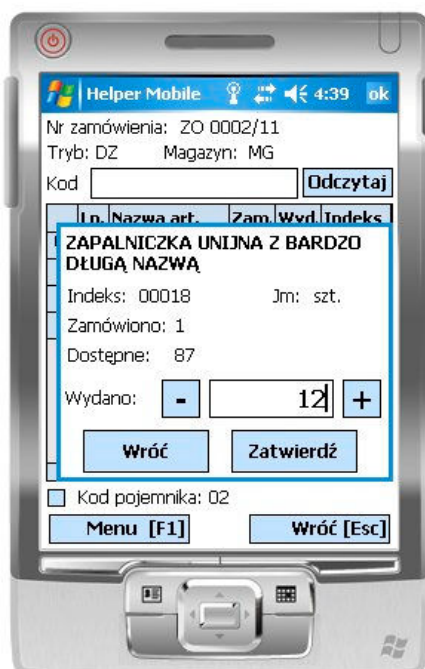 Helper Mobile 4:39 ok
Nr zamówienia: ZO 0002/11
Tryb: DZ Magazyn: MG
Kod Odczytaj
Lp. Nazwa art. Zam. Wyd. Indeks
ZAPALNICZKA UNIJNA Z BARDZO
DŁUGĄ NAZWĄ
Indeks: 00018 Jm: szt.
Zamówiono: 1
Dostępne: 87
Wydano: - 12 +
Wróć Zatwierdź
Kod pojemnika: 02
Menu [F1] Wróć [Esc]